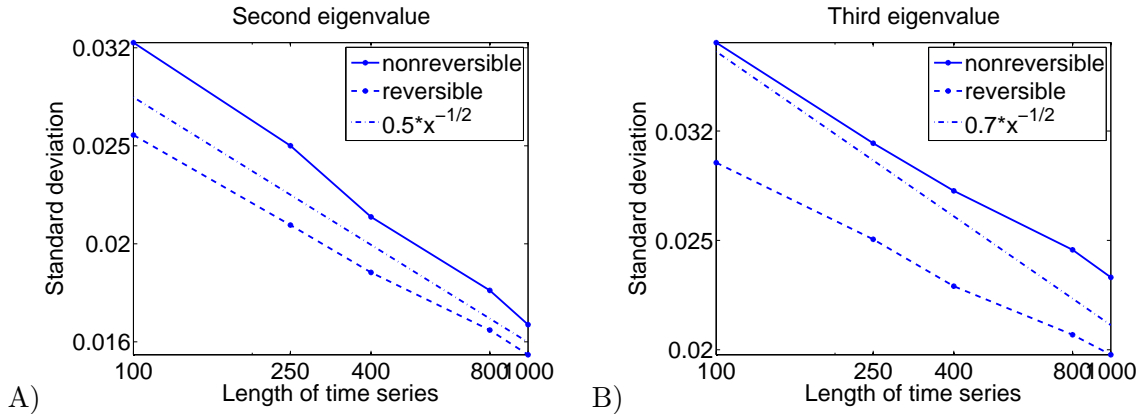 Second eigenvalue
0.032
0.025
0.02
0.016
Standard deviation
nonreversible
reversible
0.5*x^−1/2
100
250
400
800
1000
Length of time series
A)
Third eigenvalue
0.032
0.025
0.02
Standard deviation
nonreversible
reversible
0.7*x^−1/2
100
250
400
800
1000
Length of time series
B)